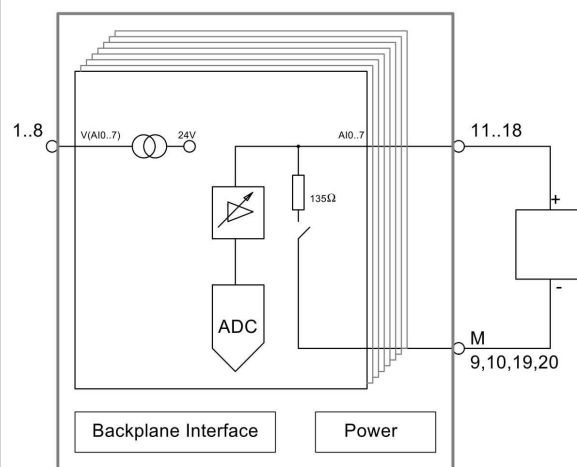 1..8
V(AI0..7)
24V
AI0..7
11..18
135Ω
+
-
ADC
M
9,10,19,20
Backplane Interface
Power